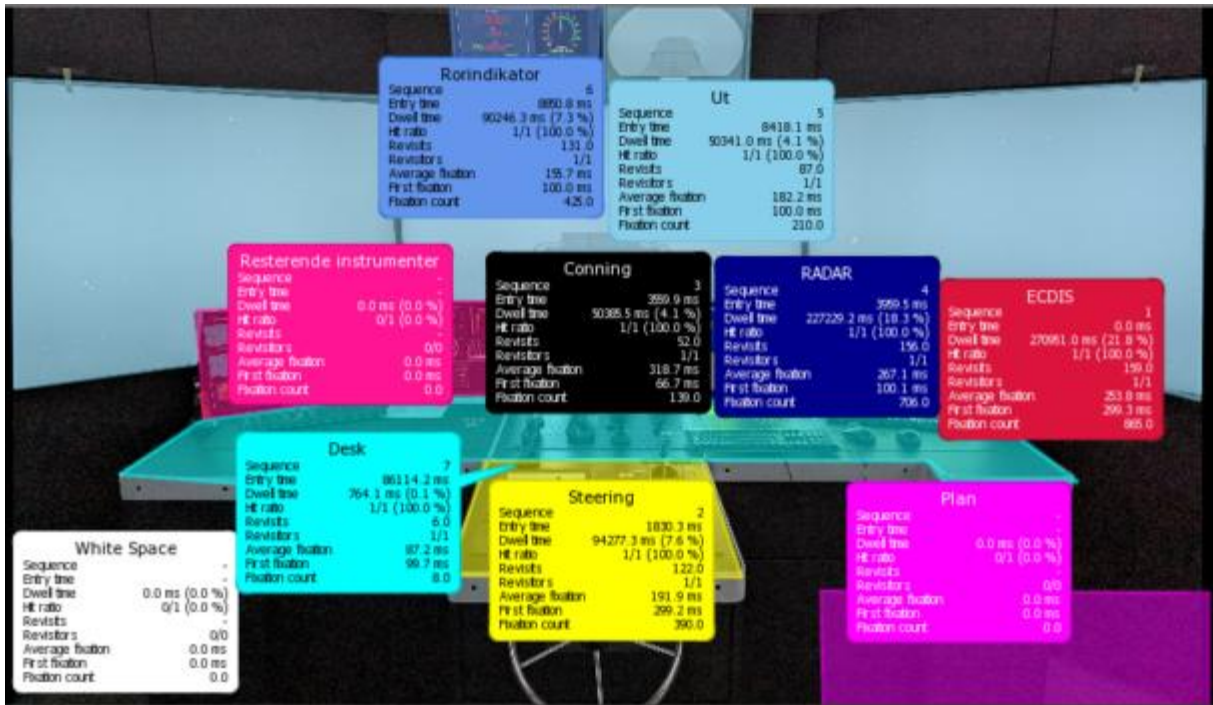 Rorindikator
Sequence 6
Entry time 8850.8 ms
Dwell time 90246.3 ms (7.3 %)
Hit ratio 1/1 (100.0 %)
Revisits 131.0
Revisitors 1/1
Average fixation 155.7 ms
First fixation 100.0 ms
Fixation count 425.0
Ut
Sequence 5
Entry time 8418.1 ms
Dwell time 50341.0 ms (4.1 %)
Hit ratio 1/1 (100.0 %)
Revisits 87.0
Revisitors 1/1
Average fixation 182.2 ms
First fixation 100.0 ms
Fixation count 210.0
Resterende instrumenter
Sequence -
Entry time -
Dwell time 0.0 ms (0.0 %)
Hit ratio 0/1 (0.0 %)
Revisits -
Revisitors 0/0
Average fixation 0.0 ms
First fixation 0.0 ms
Fixation count 0.0
Conning
Sequence 3
Entry time 3559.9 ms
Dwell time 50385.5 ms (4.1 %)
Hit ratio 1/1 (100.0 %)
Revisits 52.0
Revisitors 1/1
Average fixation 318.7 ms
First fixation 66.7 ms
Fixation count 139.0
RADAR
Sequence 4
Entry time 3959.5 ms
Dwell time 227229.2 ms (18.3 %)
Hit ratio 1/1 (100.0 %)
Revisits 156.0
Revisitors 1/1
Average fixation 267.1 ms
First fixation 100.1 ms
Fixation count 706.0
ECDIS
Sequence 1
Entry time 0.0 ms
Dwell time 270951.0 ms (21.8 %)
Hit ratio 1/1 (100.0 %)
Revisits 159.0
Revisitors 1/1
Average fixation 253.8 ms
First fixation 299.3 ms
Fixation count 865.0
Desk
Sequence 7
Entry time 86114.2 ms
Dwell time 764.1 ms (0.1 %)
Hit ratio 1/1 (100.0 %)
Revisits 6.0
Revisitors 1/1
Average fixation 87.2 ms
First fixation 99.7 ms
Fixation count 8.0
Steering
Sequence 2
Entry time 1830.3 ms
Dwell time 94277.3 ms (7.6 %)
Hit ratio 1/1 (100.0 %)
Revisits 122.0
Revisitors 1/1
Average fixation 191.9 ms
First fixation 299.2 ms
Fixation count 390.0
Plan
Sequence -
Entry time -
Dwell time 0.0 ms (0.0 %)
Hit ratio 0/1 (0.0 %)
Revisits -
Revisitors 0/0
Average fixation 0.0 ms
First fixation 0.0 ms
Fixation count 0.0
White Space
Sequence -
Entry time -
Dwell time 0.0 ms (0.0 %)
Hit ratio 0/1 (0.0 %)
Revisits -
Revisitors 0/0
Average fixation 0.0 ms
First fixation 0.0 ms
Fixation count 0.0